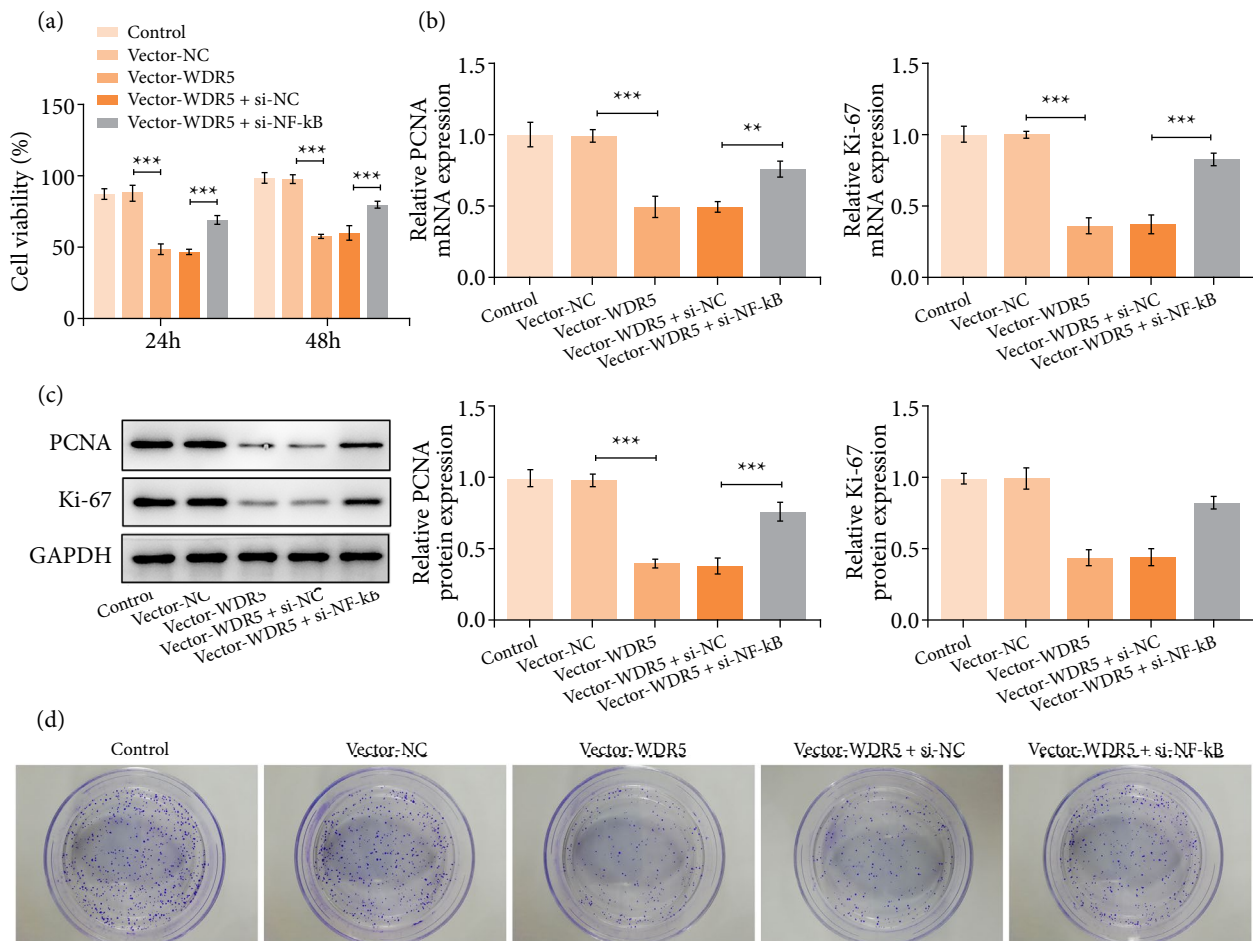 (a)
Control
Vector-NC
Vector-WDR5
Vector-WDR5 + si-NC
Vector-WDR5 + si-NF-kB
Cell viability (%)
150
100
50
0
***
***
***
***
24h
48h
(b)
Relative PCNA
mRNA expression
1.5
1.0
0.5
0.0
***
**
Control
Vector-NC
Vector-WDR5
Vector-WDR5 + si-NC
Vector-WDR5 + si-NF-kB
Relative Ki-67
mRNA expression
1.5
1.0
0.5
0.0
***
***
Control
Vector-NC
Vector-WDR5
Vector-WDR5 + si-NC
Vector-WDR5 + si-NF-kB
(c)
PCNA
Ki-67
GAPDH
Control
Vector-NC
Vector-WDR5
Vector-WDR5 + si-NC
Vector-WDR5 + si-NF-kB
Relative PCNA
protein expression
1.5
1.0
0.5
0.0
***
***
Control
Vector-NC
Vector-WDR5
Vector-WDR5 + si-NC
Vector-WDR5 + si-NF-kB
Relative Ki-67
protein expression
1.5
1.0
0.5
0.0
Control
Vector-NC
Vector-WDR5
Vector-WDR5 + si-NC
Vector-WDR5 + si-NF-kB
(d)
Control
Vector-NC
Vector-WDR5
Vector-WDR5 + si-NC
Vector-WDR5 + si-NF-kB